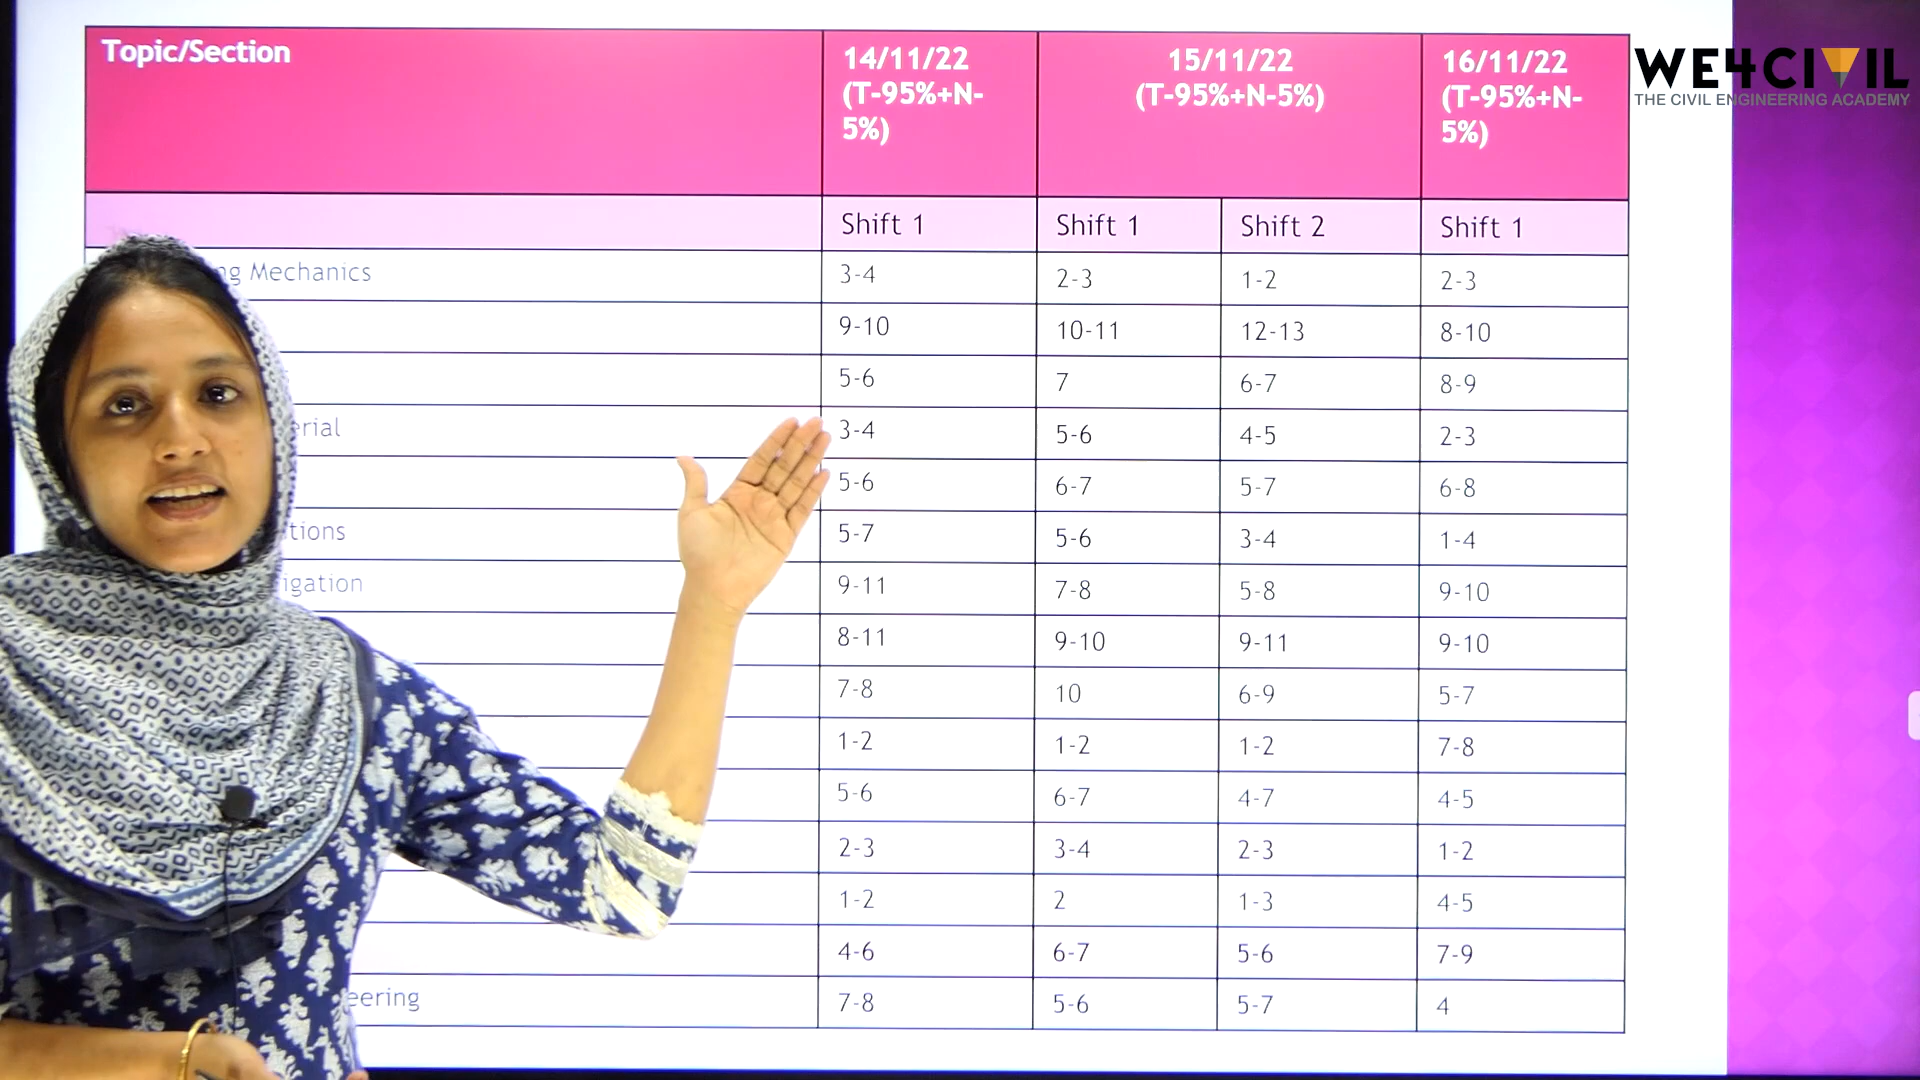 Topic/Section
14/11/22
(T-95%+N-
5%)
15/11/22
(T-95%+N-5%)
16/11/22
(T-95%+N-
5%)
WE4CIVIL
THE CIVIL ENGINEERING ACADEMY
Shift 1 Shift 1 Shift 2 Shift 1
Mechanics 3-4 2-3 1-2 2-3
9-10 10-11 12-13 8-10
5-6 7 6-7 8-9
3-4 5-6 4-5 2-3
5-6 6-7 5-7 6-8
5-7 5-6 3-4 1-4
9-11 7-8 5-8 9-10
8-11 9-10 9-11 9-10
7-8 10 6-9 5-7
1-2 1-2 1-2 7-8
5-6 6-7 4-7 4-5
2-3 3-4 2-3 1-2
1-2 2 1-3 4-5
4-6 6-7 5-6 7-9
7-8 5-6 5-7 4